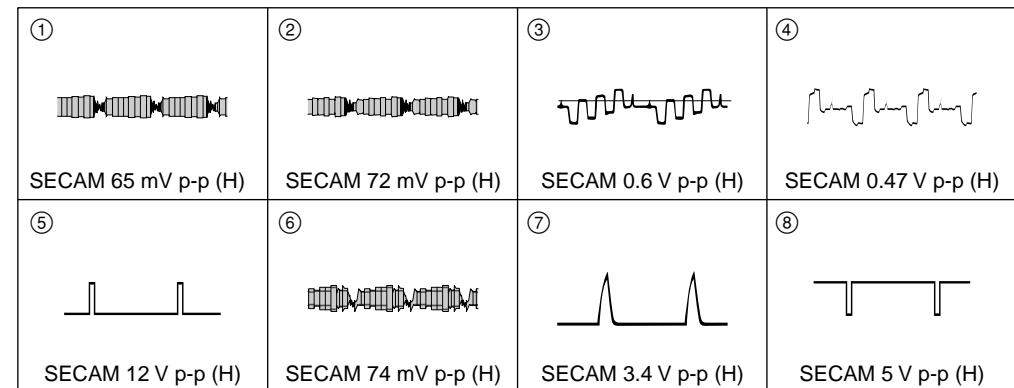 ① ② ③ ④
SECAM 65 mV p-p (H) SECAM 72 mV p-p (H) SECAM 0.6 V p-p (H) SECAM 0.47 V p-p (H)
⑤ ⑥ ⑦ ⑧
SECAM 12 V p-p (H) SECAM 74 mV p-p (H) SECAM 3.4 V p-p (H) SECAM 5 V p-p (H)